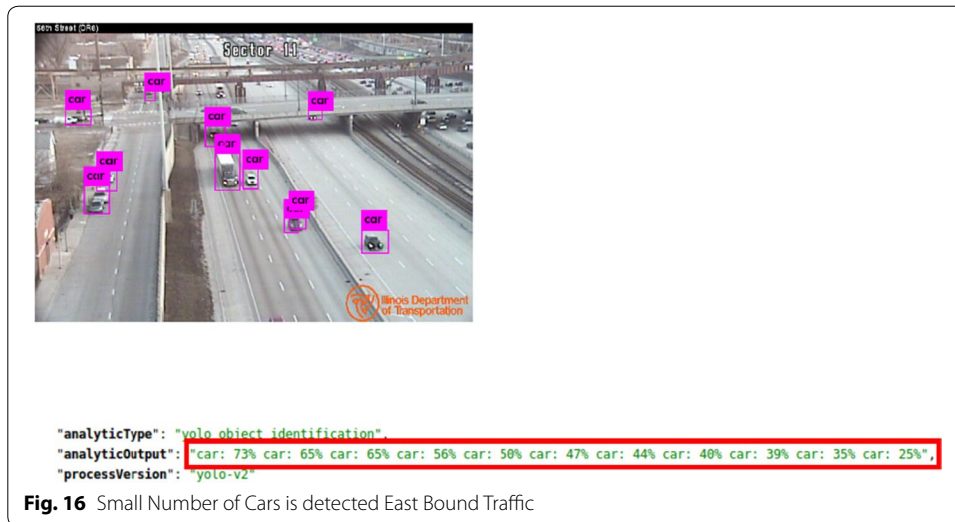 Street (DR6)
Sector 11
car
car
car
car
car
car
car
car
car
car
Illinois Department
of Transportation
"analyticType": "yolo object identification",
"analyticOutput": "car: 73% car: 65% car: 65% car: 56% car: 50% car: 47% car: 44% car: 40% car: 39% car: 35% car: 25%",
"processVersion": "yolo-v2"
Fig. 16 Small Number of Cars is detected East Bound Traffic